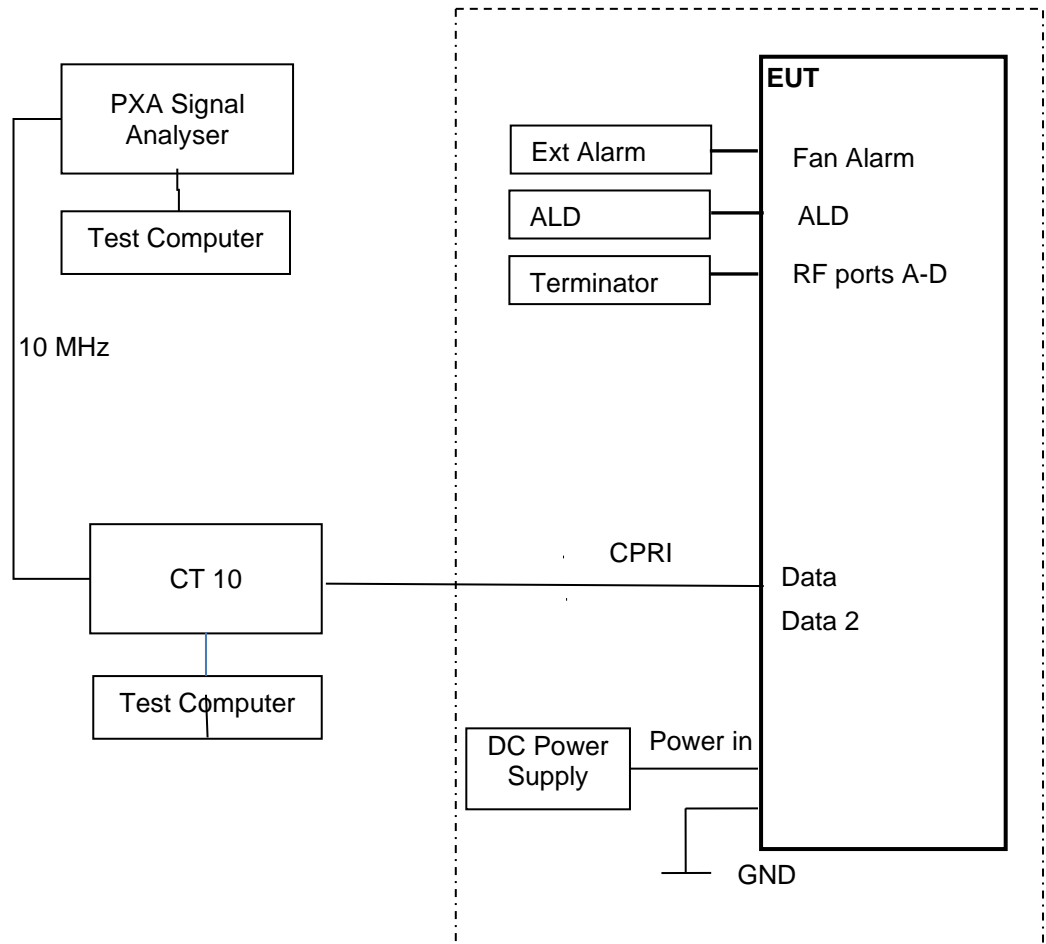 PXA Signal
Analyser
Test Computer
10 MHz
CT 10
Test Computer
EUT
Ext Alarm
Fan Alarm
ALD
ALD
Terminator
RF ports A-D
CPRI
Data
Data 2
DC Power
Supply
Power in
GND